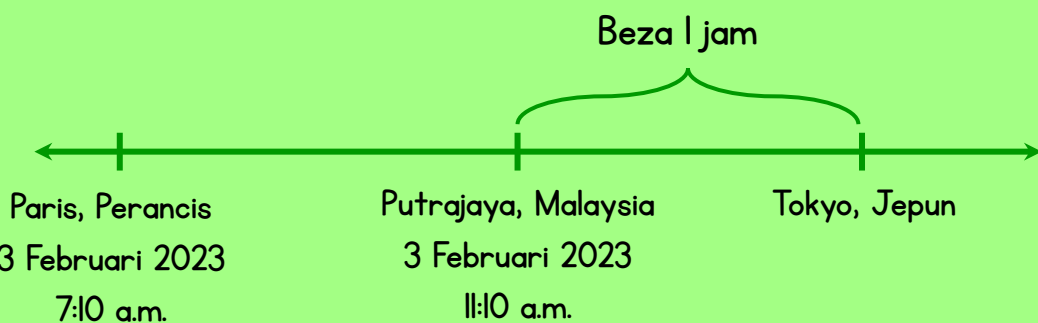 Beza 1 jam
Paris, Perancis
3 Februari 2023
7:10 a.m.
Putrajaya, Malaysia
3 Februari 2023
11:10 a.m.
Tokyo, Jepun